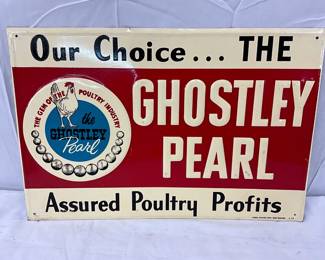 Our Choice... THE
THE GEM OF THE POULTRY INDUSTRY
the
GHOSTLEY
Pearl
GHOSTLEY
PEARL
Assured Poultry Profits